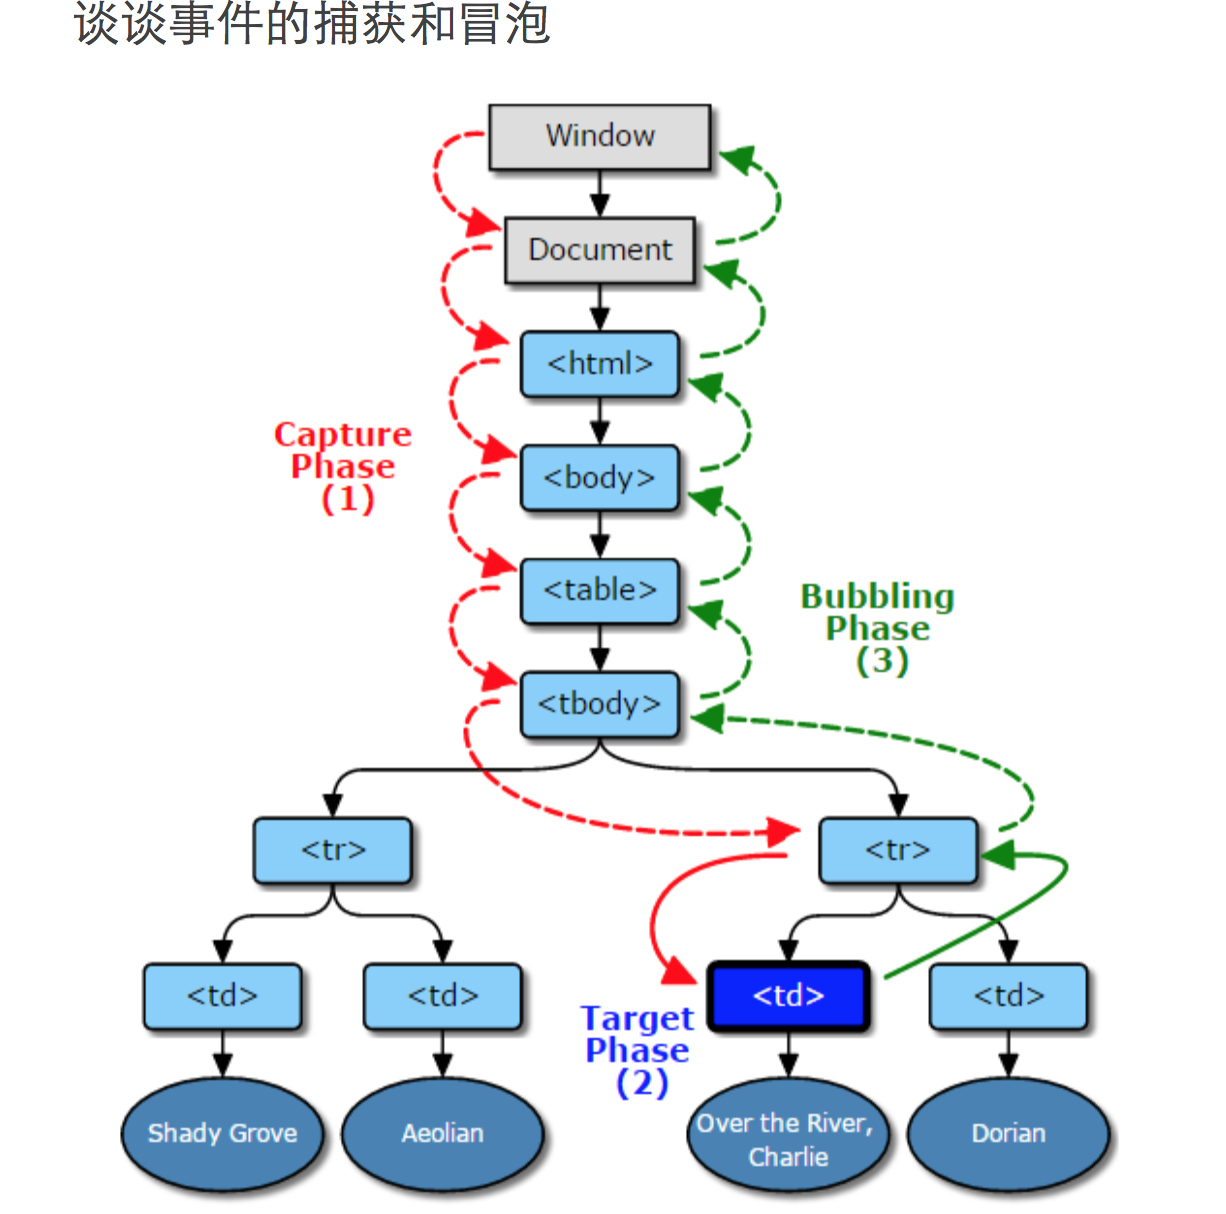 谈谈事件的捕获和冒泡
Window
Document
<html>
<body>
<table>
<tbody>
Capture
Phase
(1)
Bubbling
Phase
(3)
<tr>
<tr>
<td>
<td>
<td>
<td>
Target
Phase
(2)
Shady Grove
Aeolian
Over the River,
Charlie
Dorian